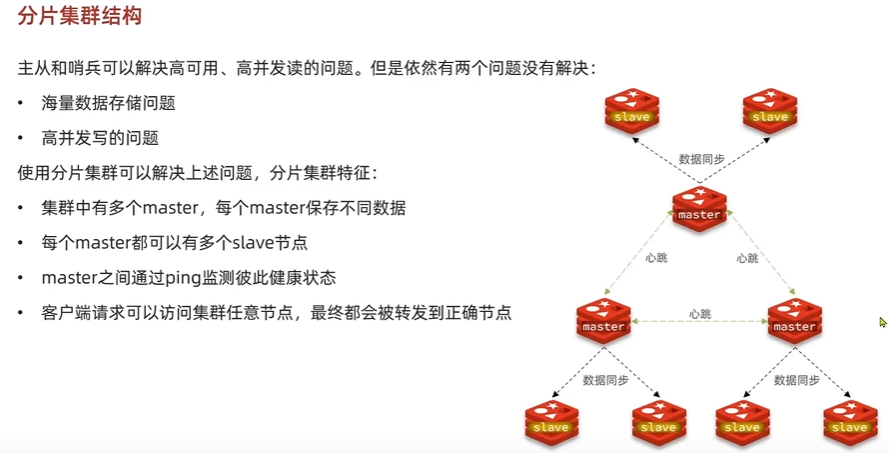 分片集群结构
主从和哨兵可以解决高可用、高并发读的问题。但是依然有两个问题没有解决：
• 海量数据存储问题
• 高并发写的问题
使用分片集群可以解决上述问题，分片集群特征：
• 集群中有多个master，每个master保存不同数据
• 每个master都可以有多个slave节点
• master之间通过ping监测彼此健康状态
• 客户端请求可以访问集群任意节点，最终都会被转发到正确节点
slave
slave
数据同步
master
心跳
心跳
master
心跳
master
数据同步
数据同步
slave
slave
slave
slave